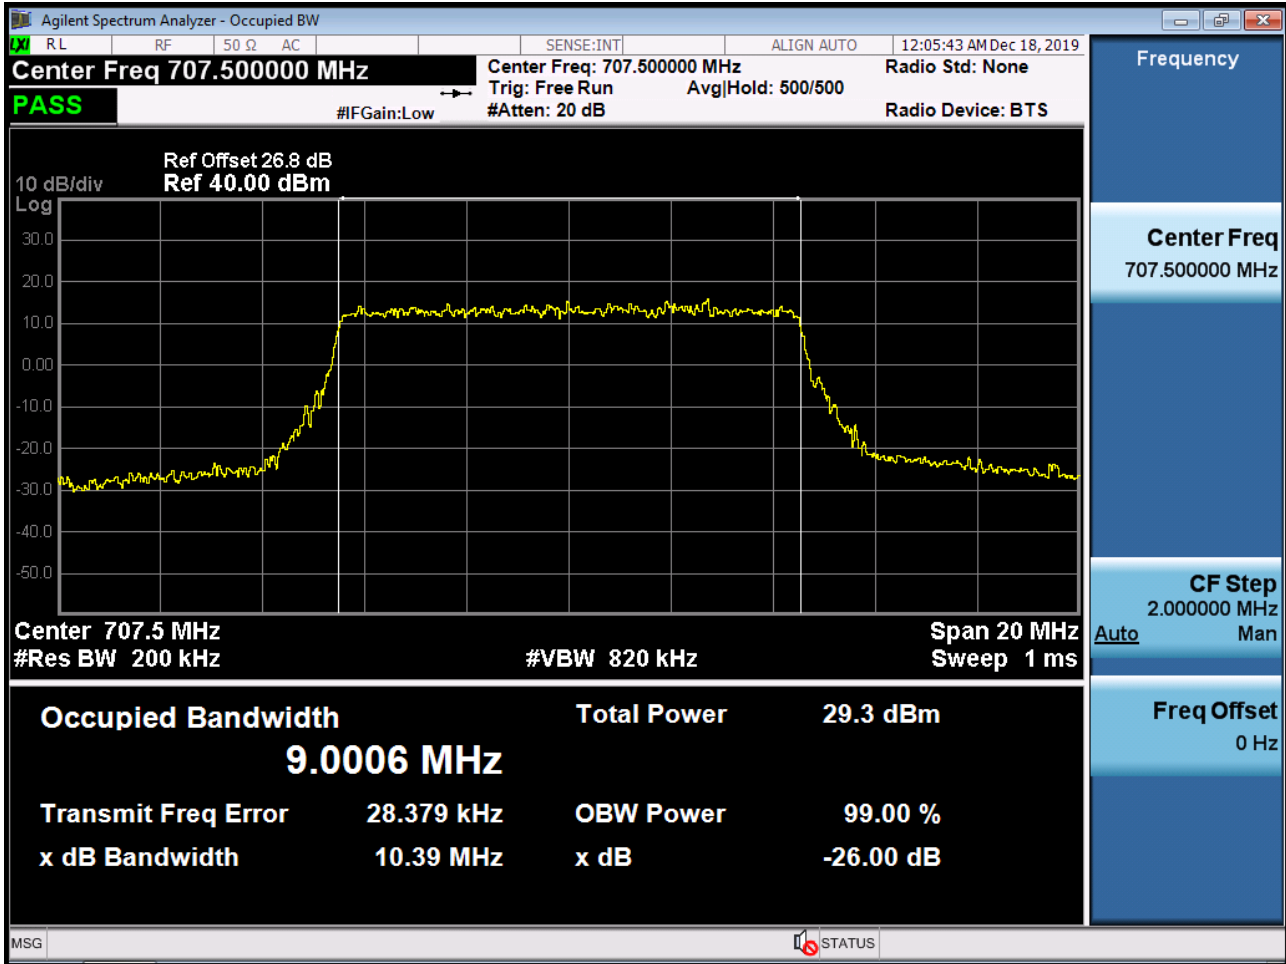 Agilent Spectrum Analyzer - Occupied BW
LXI RL RF 50 Ω AC SENSE:INT ALIGN AUTO 12:05:43 AM Dec 18, 2019
Center Freq 707.500000 MHz
PASS
#IFGain:Low
Center Freq: 707.500000 MHz
Trig: Free Run Avg|Hold: 500/500
#Atten: 20 dB
Radio Std: None
Radio Device: BTS
Ref Offset 26.8 dB
10 dB/div Ref 40.00 dBm
Log
30.0
20.0
10.0
0.00
-10.0
-20.0
-30.0
-40.0
-50.0
Center 707.5 MHz Span 20 MHz
#Res BW 200 kHz #VBW 820 kHz Sweep 1 ms
Occupied Bandwidth Total Power 29.3 dBm
9.0006 MHz
Transmit Freq Error 28.379 kHz OBW Power 99.00 %
x dB Bandwidth 10.39 MHz x dB -26.00 dB
MSG STATUS
Frequency
Center Freq
707.500000 MHz
CF Step
2.000000 MHz
Auto Man
Freq Offset
0 Hz